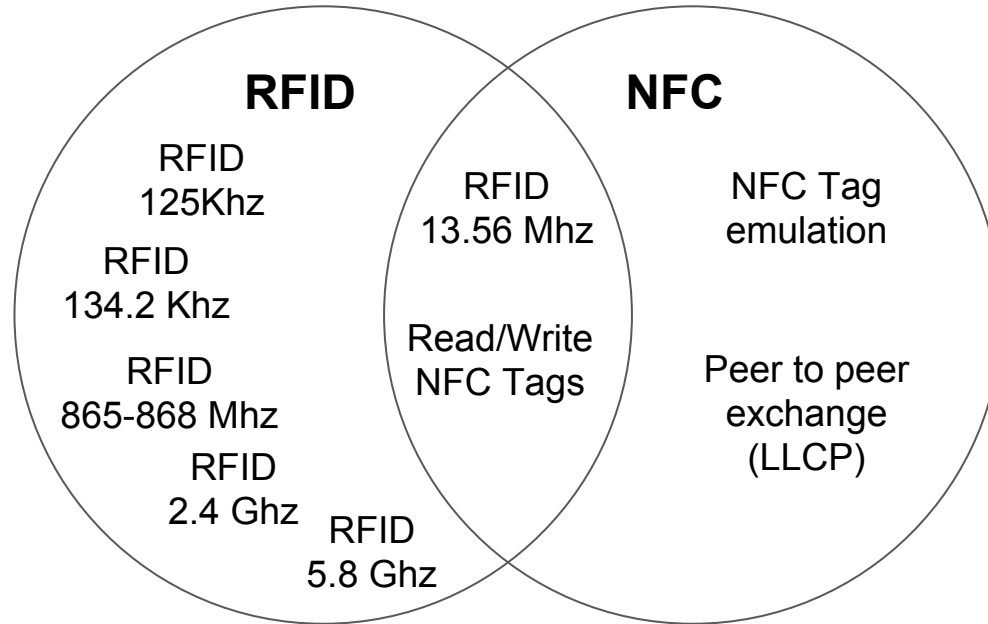 RFID
NFC
RFID
125Khz
RFID
134.2 Khz
RFID
865-868 Mhz
RFID
2.4 Ghz
RFID
5.8 Ghz
RFID
13.56 Mhz
Read/Write
NFC Tags
NFC Tag
emulation
Peer to peer
exchange
(LLCP)